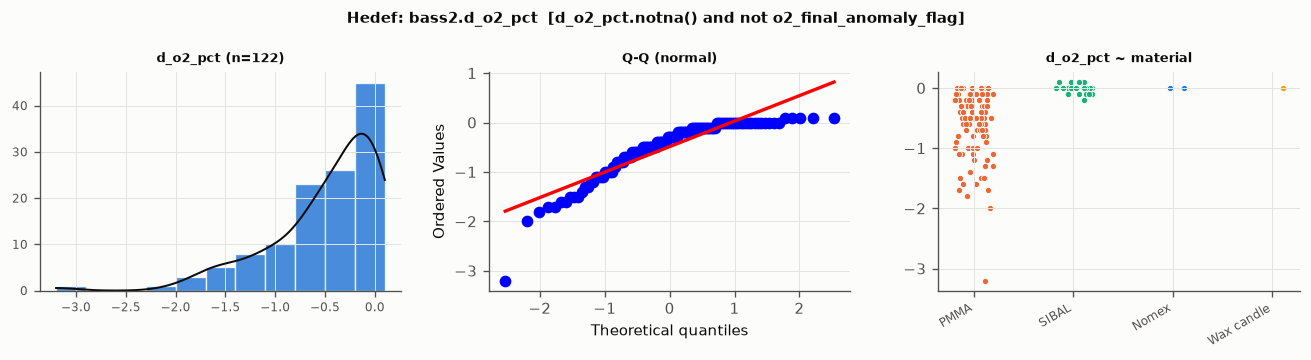 Hedef: bass2.d_o2_pct [d_o2_pct.notna() and not o2_final_anomaly_flag]
d_o2_pct (n=122)
40
30
20
10
0
−3.0 −2.5 −2.0 −1.5 −1.0 −0.5 0.0
Q-Q (normal)
Ordered Values
1
0
−1
−2
−3
−2 −1 0 1 2
Theoretical quantiles
d_o2_pct ~ material
0
−1
−2
−3
PMMA SIBAL Nomex Wax candle